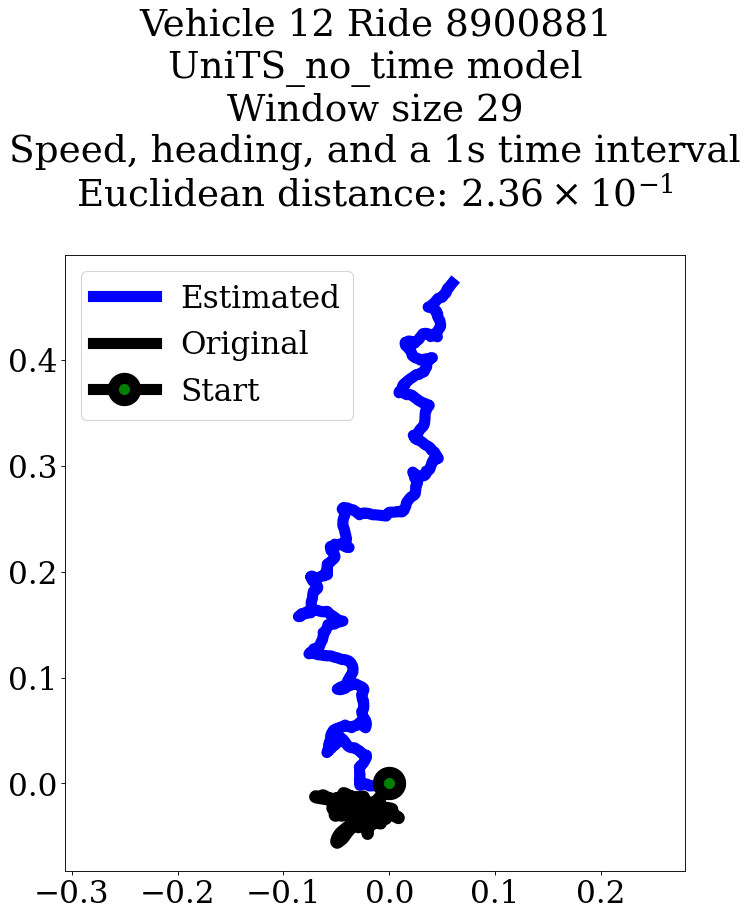 Vehicle 12 Ride 8900881
UniTS_no_time model
Window size 29
Speed, heading, and a 1s time interval
Euclidean distance: $2.36 \times 10^{-1}$
Estimated
Original
Start
0.4
0.3
0.2
0.1
0.0
−0.3 −0.2 −0.1 0.0 0.1 0.2